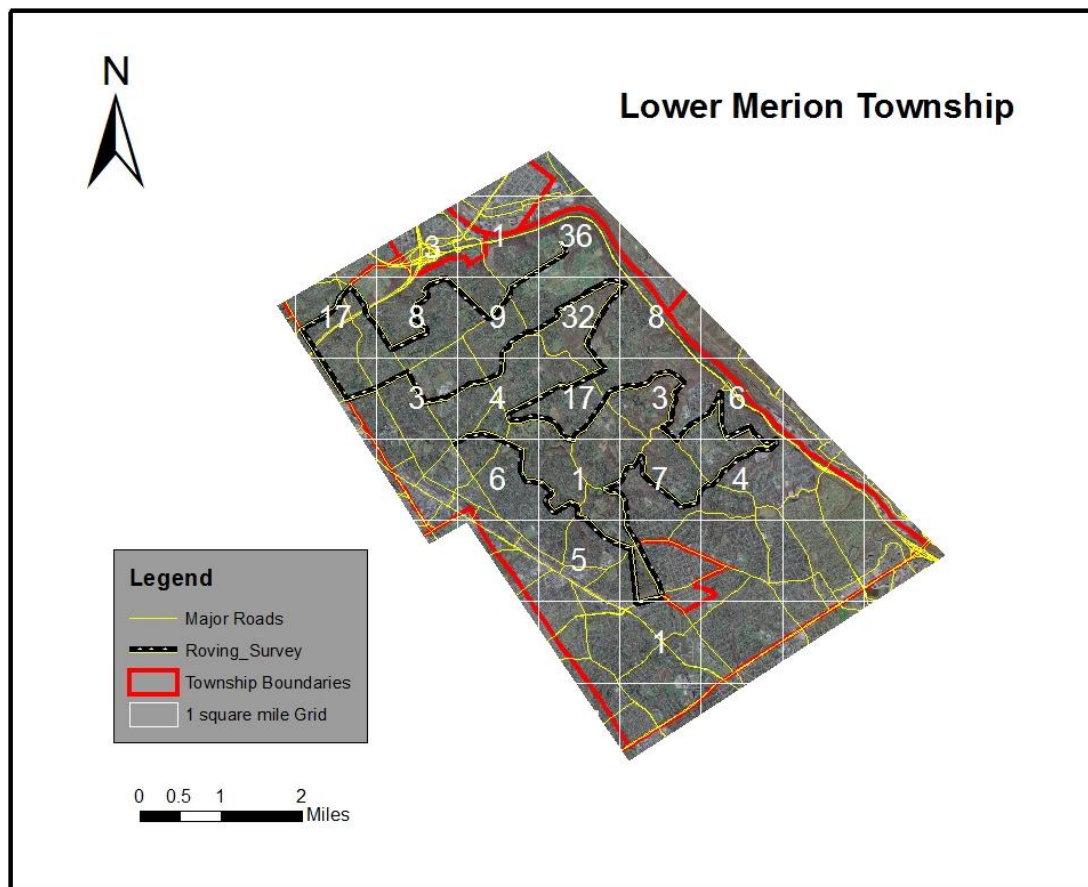 N
Lower Merion Township
3 1 36
17 8 9 32 8
3 4 17 3 6
6 1 7 4
5
1
Legend
Major Roads
Roving_Survey
Township Boundaries
1 square mile Grid
0 0.5 1 2
Miles